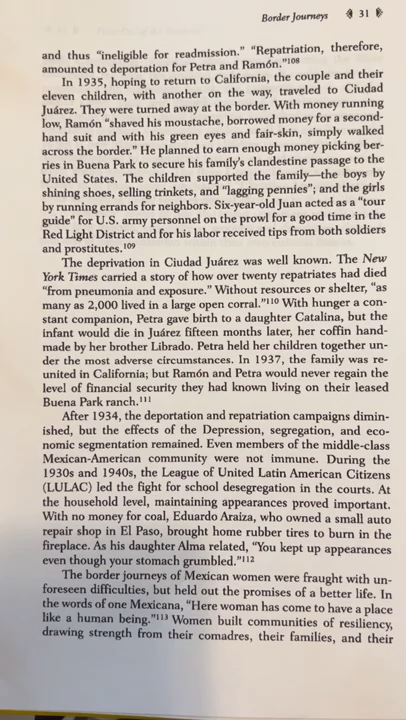 Border Journeys 31
and thus “ineligible for readmission.” “Repatriation, therefore,
amounted to deportation for Petra and Ramón.”108
In 1935, hoping to return to California, the couple and their
eleven children, with another on the way, traveled to Ciudad
Juárez. They were turned away at the border. With money running
low, Ramón “shaved his moustache, borrowed money for a second-
hand suit and with his green eyes and fair-skin, simply walked
across the border.” He planned to earn enough money picking ber-
ries in Buena Park to secure his family’s clandestine passage to the
United States. The children supported the family—the boys by
shining shoes, selling trinkets, and “lagging pennies”; and the girls
by running errands for neighbors. Six-year-old Juan acted as a “tour
guide” for U.S. army personnel on the prowl for a good time in the
Red Light District and for his labor received tips from both soldiers
and prostitutes.109
The deprivation in Ciudad Juárez was well known. The New
York Times carried a story of how over twenty repatriates had died
“from pneumonia and exposure.” Without resources or shelter, “as
many as 2,000 lived in a large open corral.”110 With hunger a con-
stant companion, Petra gave birth to a daughter Catalina, but the
infant would die in Juárez fifteen months later, her coffin hand-
made by her brother Librado. Petra held her children together un-
der the most adverse circumstances. In 1937, the family was re-
united in California; but Ramón and Petra would never regain the
level of financial security they had known living on their leased
Buena Park ranch.111
After 1934, the deportation and repatriation campaigns dimin-
ished, but the effects of the Depression, segregation, and eco-
nomic segmentation remained. Even members of the middle-class
Mexican-American community were not immune. During the
1930s and 1940s, the League of United Latin American Citizens
(LULAC) led the fight for school desegregation in the courts. At
the household level, maintaining appearances proved important.
With no money for coal, Eduardo Araiza, who owned a small auto
repair shop in El Paso, brought home rubber tires to burn in the
fireplace. As his daughter Alma related, “You kept up appearances
even though your stomach grumbled.”112
The border journeys of Mexican women were fraught with un-
foreseen difficulties, but held out the promises of a better life. In
the words of one Mexicana, “Here woman has come to have a place
like a human being.”113 Women built communities of resiliency,
drawing strength from their comadres, their families, and their